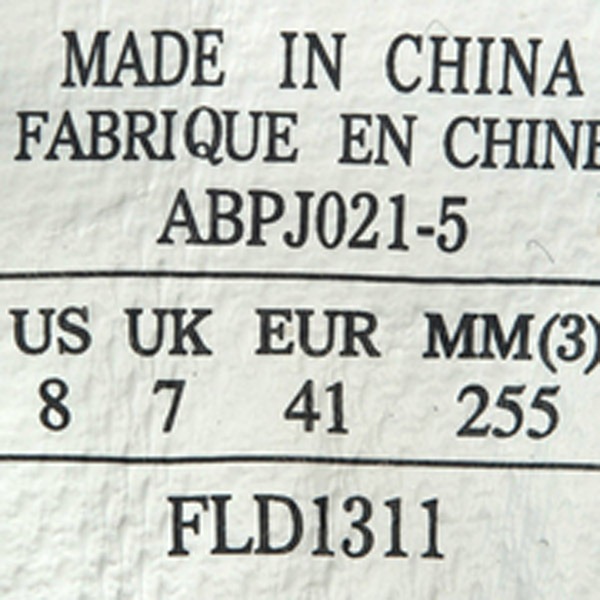 MADE IN CHINA
FABRIQUE EN CHINE
ABPJ021-5
US UK EUR MM(3)
8 7 41 255
FLD1311